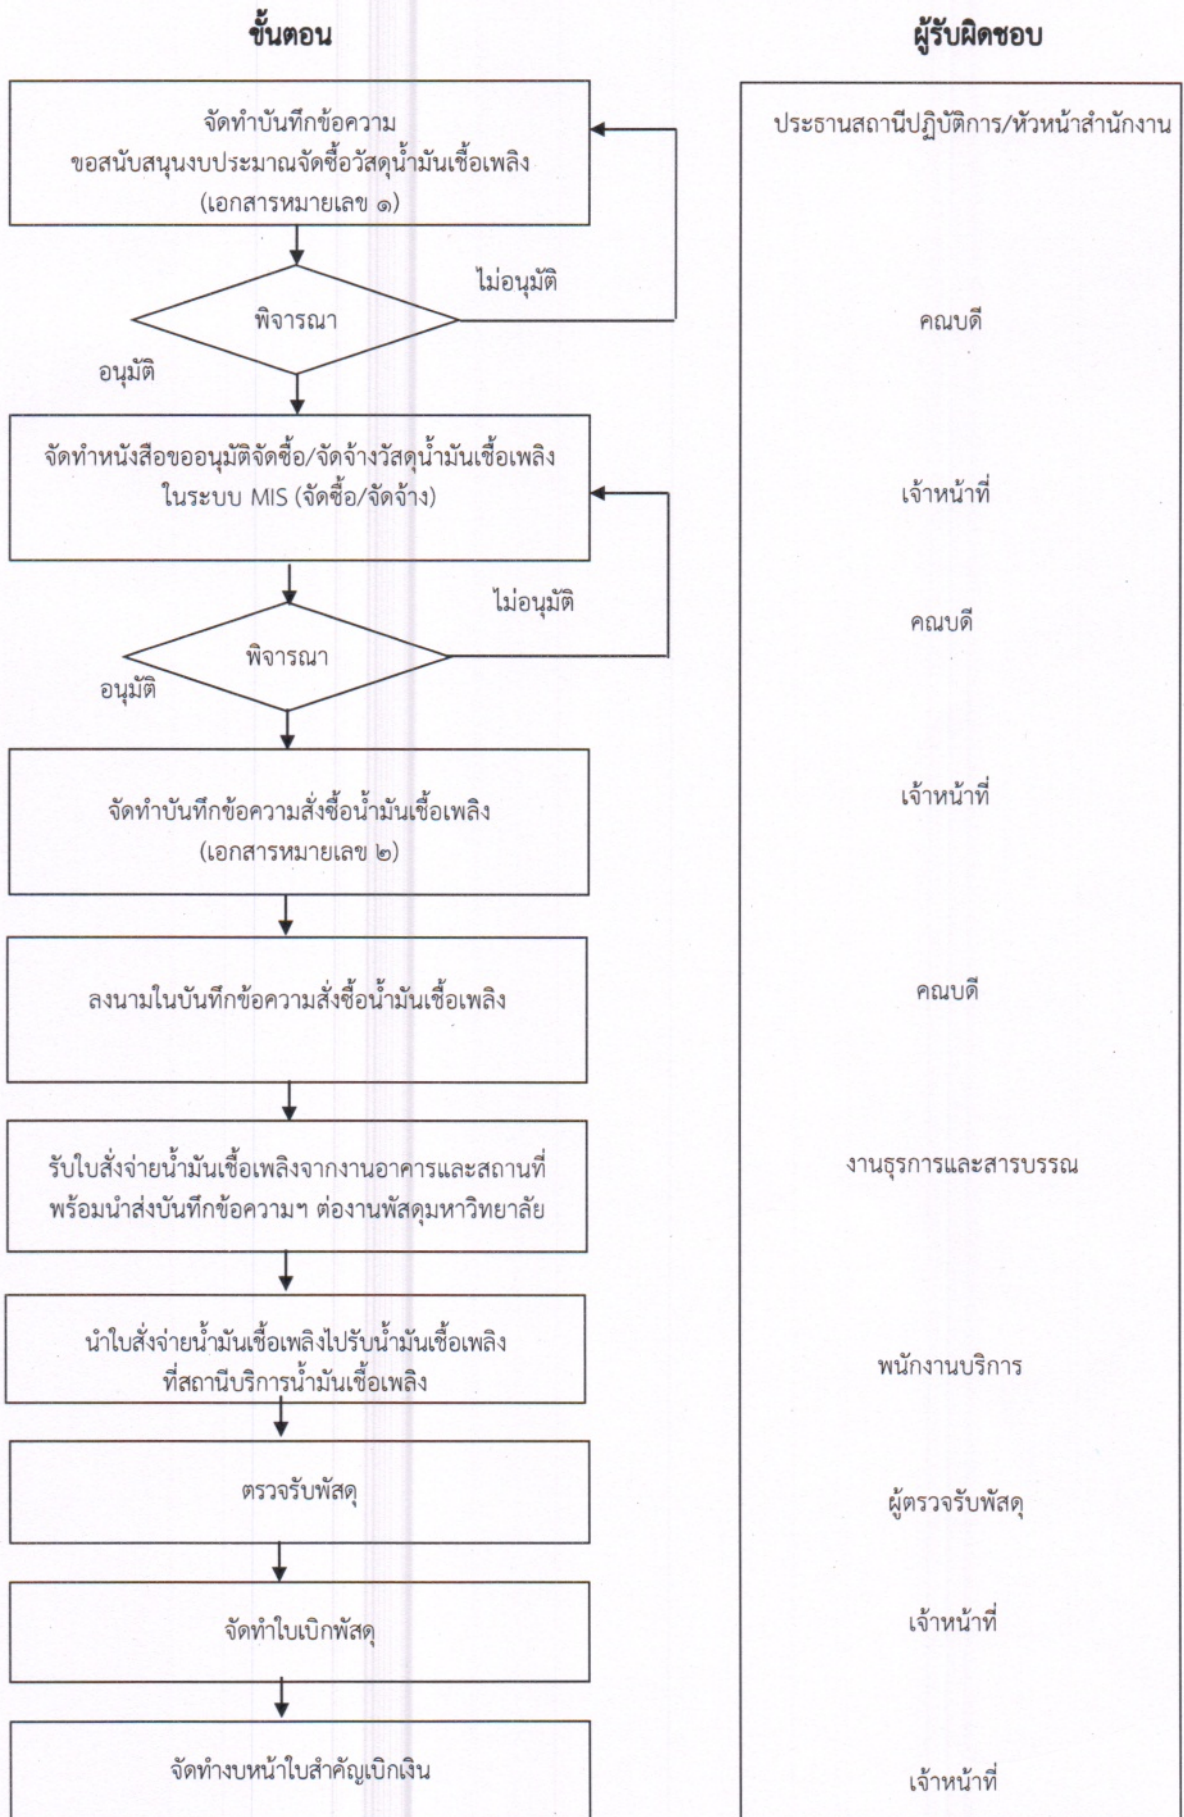 ขั้นตอน
ผู้รับผิดชอบ
จัดทำบันทึกข้อความ
ขอสนับสนุนงบประมาณจัดซื้อวัสดุน้ำมันเชื้อเพลิง
(เอกสารหมายเลข ๑)
ประธานสถานีปฏิบัติการ/หัวหน้าสำนักงาน
ไม่อนุมัติ
พิจารณา
คณบดี
อนุมัติ
จัดทำหนังสือขออนุมัติจัดซื้อ/จัดจ้างวัสดุน้ำมันเชื้อเพลิง
ในระบบ MIS (จัดซื้อ/จัดจ้าง)
เจ้าหน้าที่
ไม่อนุมัติ
พิจารณา
คณบดี
อนุมัติ
จัดทำบันทึกข้อความสั่งซื้อน้ำมันเชื้อเพลิง
(เอกสารหมายเลข ๒)
เจ้าหน้าที่
ลงนามในบันทึกข้อความสั่งซื้อน้ำมันเชื้อเพลิง
คณบดี
รับใบสั่งจ่ายน้ำมันเชื้อเพลิงจากงานอาคารและสถานที่
พร้อมนำส่งบันทึกข้อความฯ ต่องานพัสดุมหาวิทยาลัย
งานธุรการและสารบรรณ
นำใบสั่งจ่ายน้ำมันเชื้อเพลิงไปรับน้ำมันเชื้อเพลิง
ที่สถานีบริการน้ำมันเชื้อเพลิง
พนักงานบริการ
ตรวจรับพัสดุ
ผู้ตรวจรับพัสดุ
จัดทำใบเบิกพัสดุ
เจ้าหน้าที่
จัดทำงบหน้าใบสำคัญเบิกเงิน
เจ้าหน้าที่